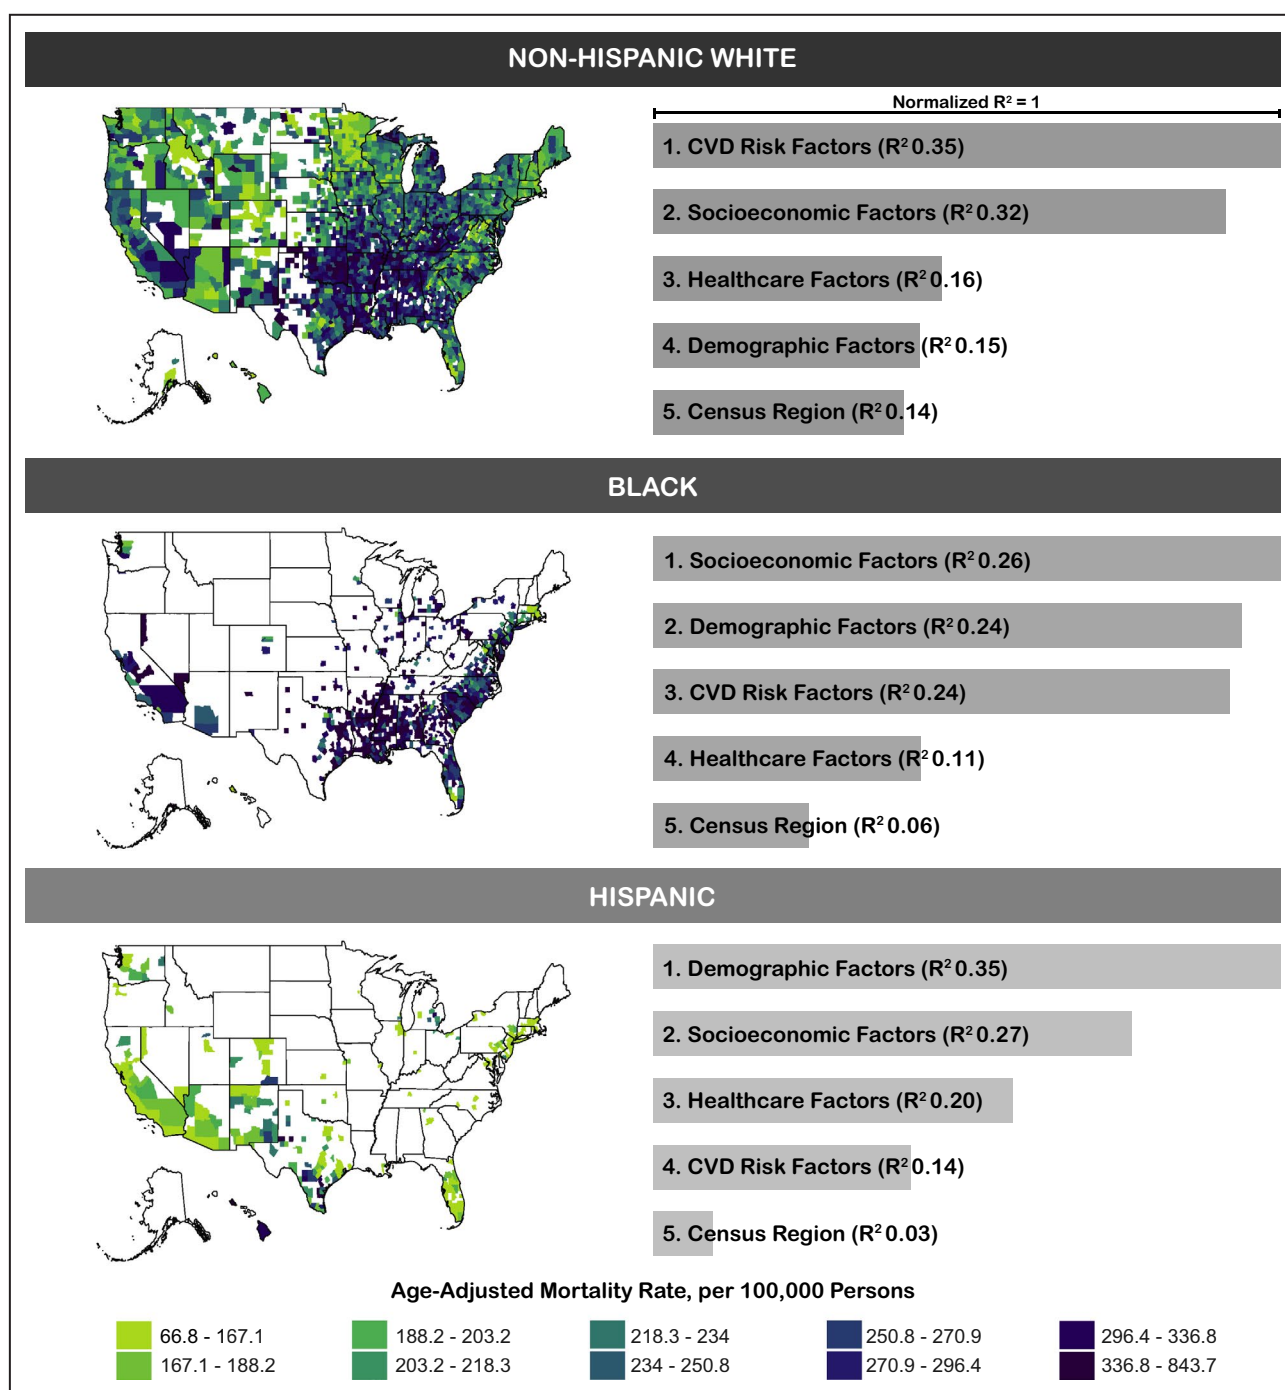 NON-HISPANIC WHITE
Normalized R² = 1
1. CVD Risk Factors (R² 0.35)
2. Socioeconomic Factors (R² 0.32)
3. Healthcare Factors (R² 0.16)
4. Demographic Factors (R² 0.15)
5. Census Region (R² 0.14)
BLACK
1. Socioeconomic Factors (R² 0.26)
2. Demographic Factors (R² 0.24)
3. CVD Risk Factors (R² 0.24)
4. Healthcare Factors (R² 0.11)
5. Census Region (R² 0.06)
HISPANIC
1. Demographic Factors (R² 0.35)
2. Socioeconomic Factors (R² 0.27)
3. Healthcare Factors (R² 0.20)
4. CVD Risk Factors (R² 0.14)
5. Census Region (R² 0.03)
Age-Adjusted Mortality Rate, per 100,000 Persons
66.8 - 167.1 188.2 - 203.2 218.3 - 234 250.8 - 270.9 296.4 - 336.8
167.1 - 188.2 203.2 - 218.3 234 - 250.8 270.9 - 296.4 336.8 - 843.7